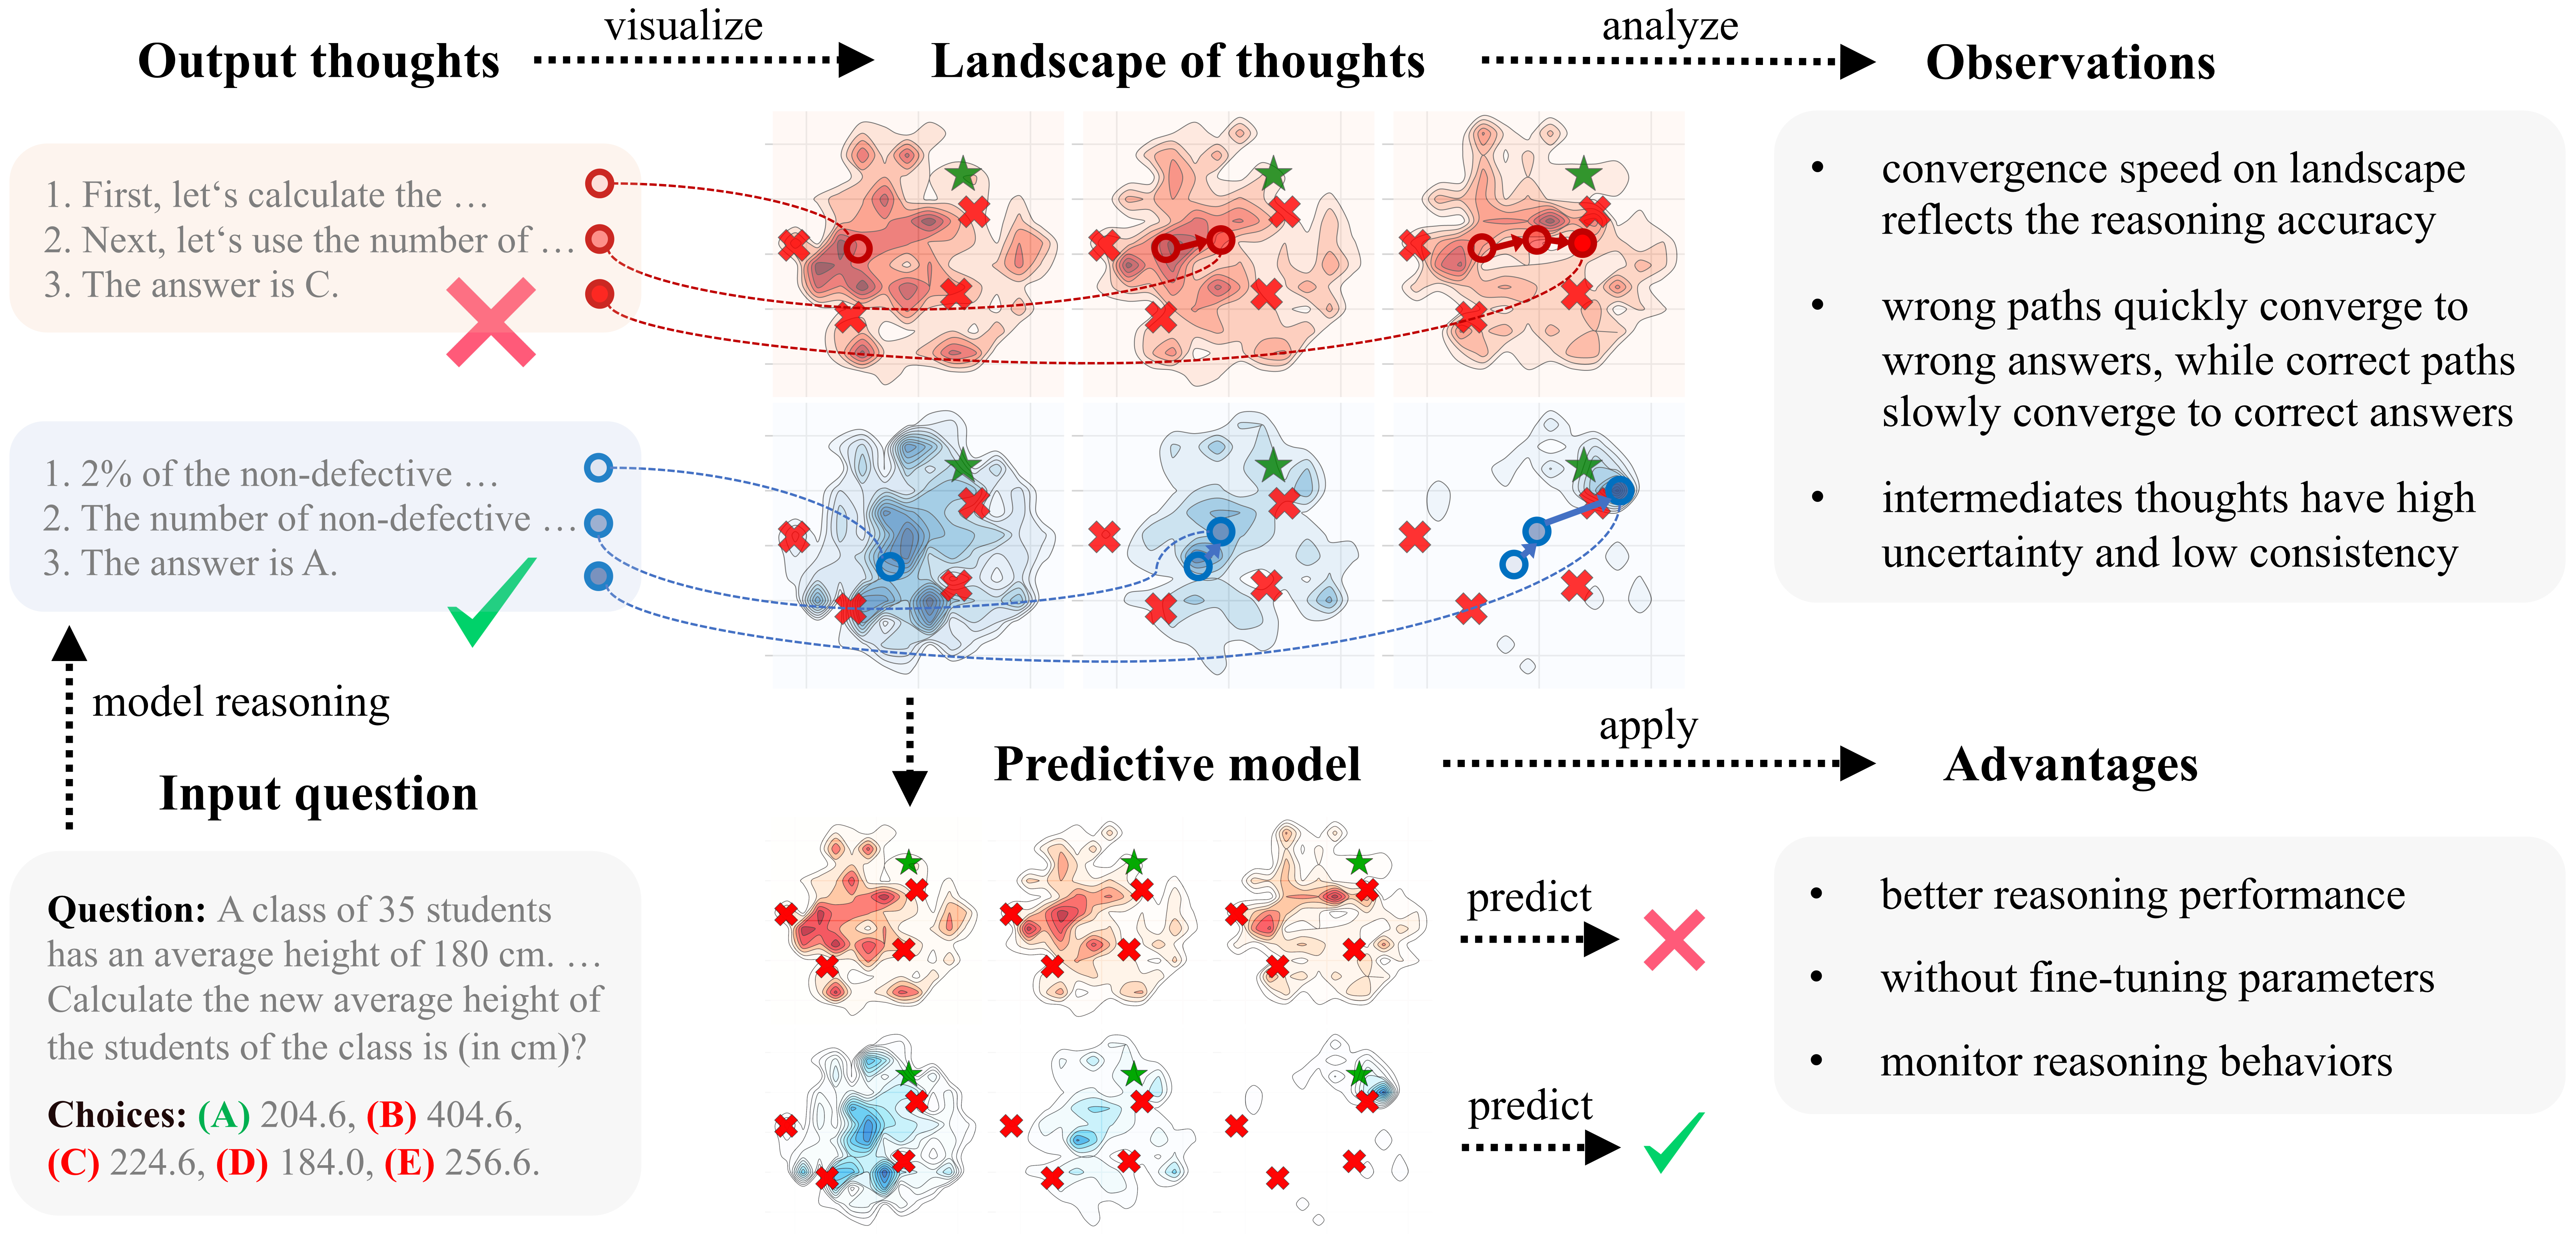 visualize
analyze
Output thoughts
Landscape of thoughts
Observations
1. First, let‘s calculate the …
2. Next, let‘s use the number of …
3. The answer is C.
1. 2% of the non-defective …
2. The number of non-defective …
3. The answer is A.
• convergence speed on landscape
reflects the reasoning accuracy
• wrong paths quickly converge to
wrong answers, while correct paths
slowly converge to correct answers
• intermediates thoughts have high
uncertainty and low consistency
model reasoning
Input question
Question: A class of 35 students
has an average height of 180 cm. …
Calculate the new average height of
the students of the class is (in cm)?
Choices: (A) 204.6, (B) 404.6,
(C) 224.6, (D) 184.0, (E) 256.6.
Predictive model
apply
Advantages
predict
predict
• better reasoning performance
• without fine-tuning parameters
• monitor reasoning behaviors